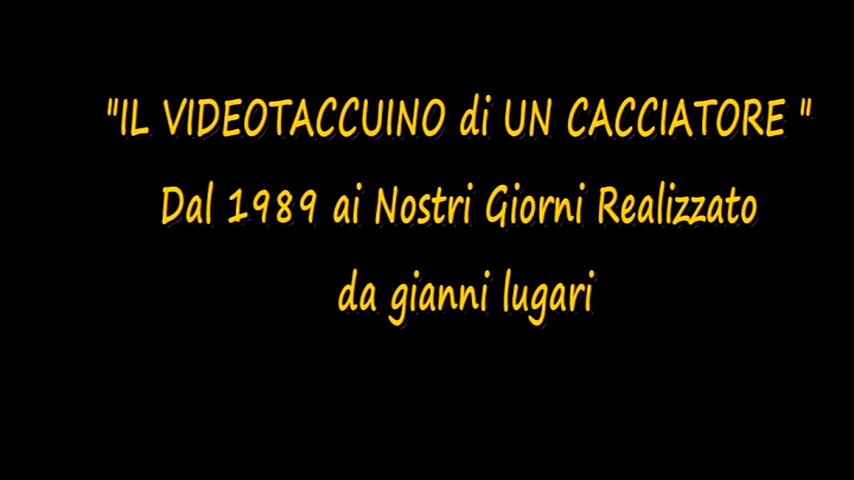 "IL VIDEOTACCUINO di UN CACCIATORE "
Dal 1989 ai Nostri Giorni Realizzato
da gianni lugari